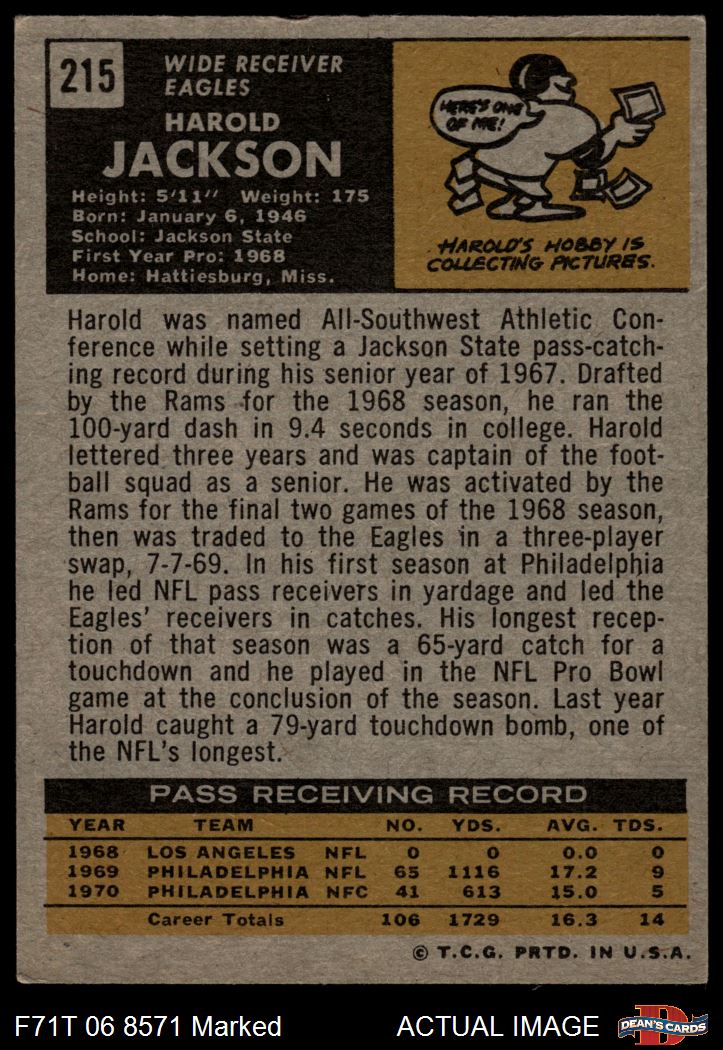 215
WIDE RECEIVER
EAGLES
HAROLD
JACKSON
Height: 5'11" Weight: 175
Born: January 6, 1946
School: Jackson State
First Year Pro: 1968
Home: Hattiesburg, Miss.
HERE'S ONE
OF ME!
HAROLD'S HOBBY IS
COLLECTING PICTURES.
Harold was named All-Southwest Athletic Con-
ference while setting a Jackson State pass-catch-
ing record during his senior year of 1967. Drafted
by the Rams for the 1968 season, he ran the
100-yard dash in 9.4 seconds in college. Harold
lettered three years and was captain of the foot-
ball squad as a senior. He was activated by the
Rams for the final two games of the 1968 season,
then was traded to the Eagles in a three-player
swap, 7-7-69. In his first season at Philadelphia
he led NFL pass receivers in yardage and led the
Eagles' receivers in catches. His longest recep-
tion of that season was a 65-yard catch for a
touchdown and he played in the NFL Pro Bowl
game at the conclusion of the season. Last year
Harold caught a 79-yard touchdown bomb, one of
the NFL's longest.
PASS RECEIVING RECORD
YEAR TEAM NO. YDS. AVG. TDS.
1968 LOS ANGELES NFL 0 0 0.0 0
1969 PHILADELPHIA NFL 65 1116 17.2 9
1970 PHILADELPHIA NFC 41 613 15.0 5
Career Totals 106 1729 16.3 14
© T.C.G. PRTD. IN U.S.A.
F71T 06 8571 Marked ACTUAL IMAGE
D
DEAN'S CARDS